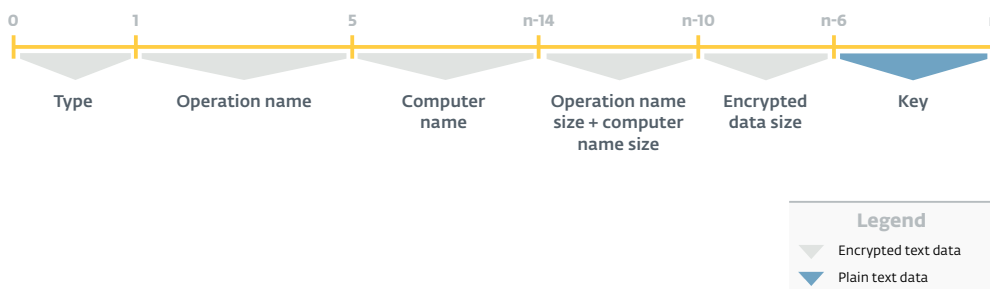 0 1 5 n-14 n-10 n-6
Type Operation name Computer Operation name Encrypted Key
name size + computer data size
name size
Legend
Encrypted text data
Plain text data